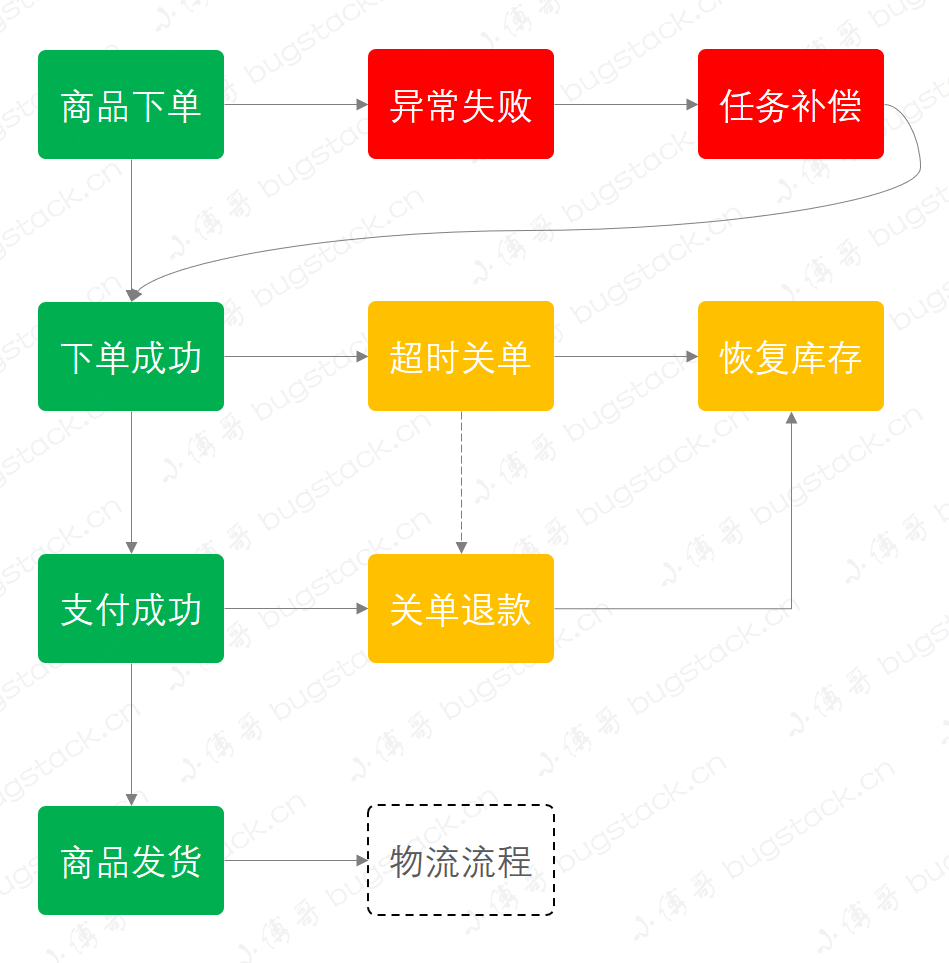 商品下单
异常失败
任务补偿
下单成功
超时关单
恢复库存
支付成功
关单退款
商品发货
物流流程
小傅哥 bugstack.cn